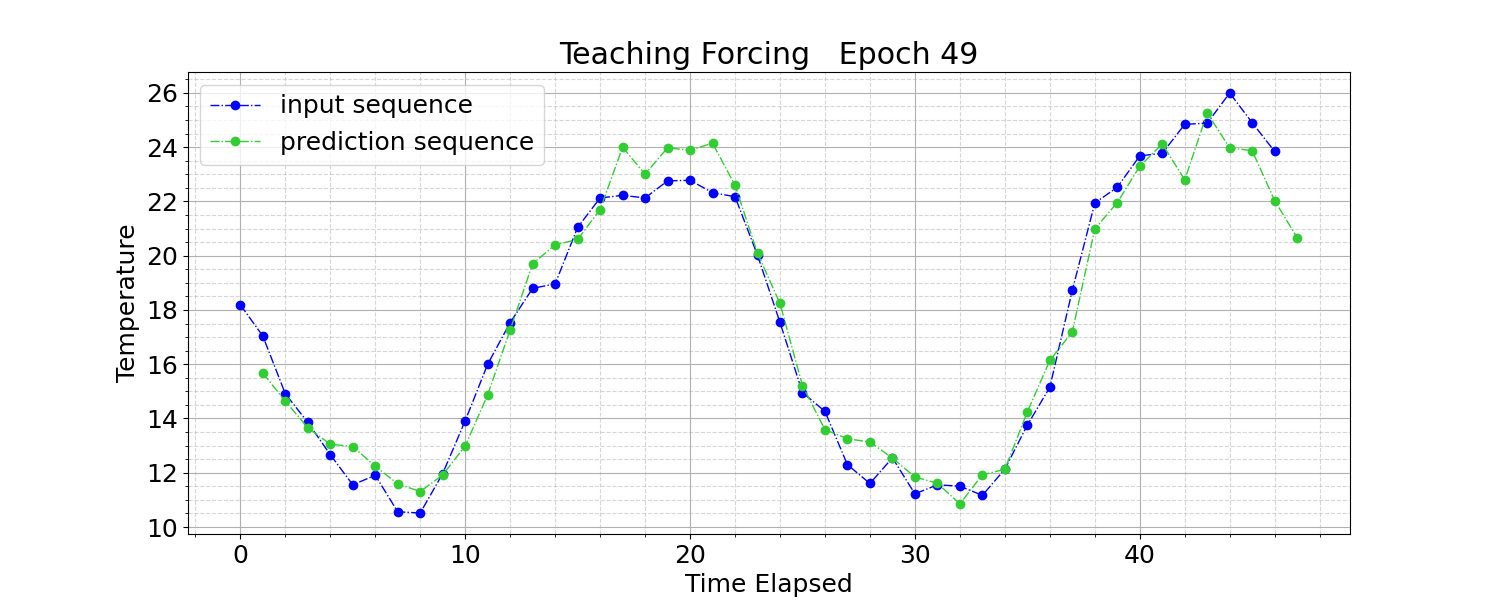 Teaching Forcing   Epoch 49
input sequence
prediction sequence
26
24
22
20
18
16
14
12
10
Temperature
0 10 20 30 40
Time Elapsed